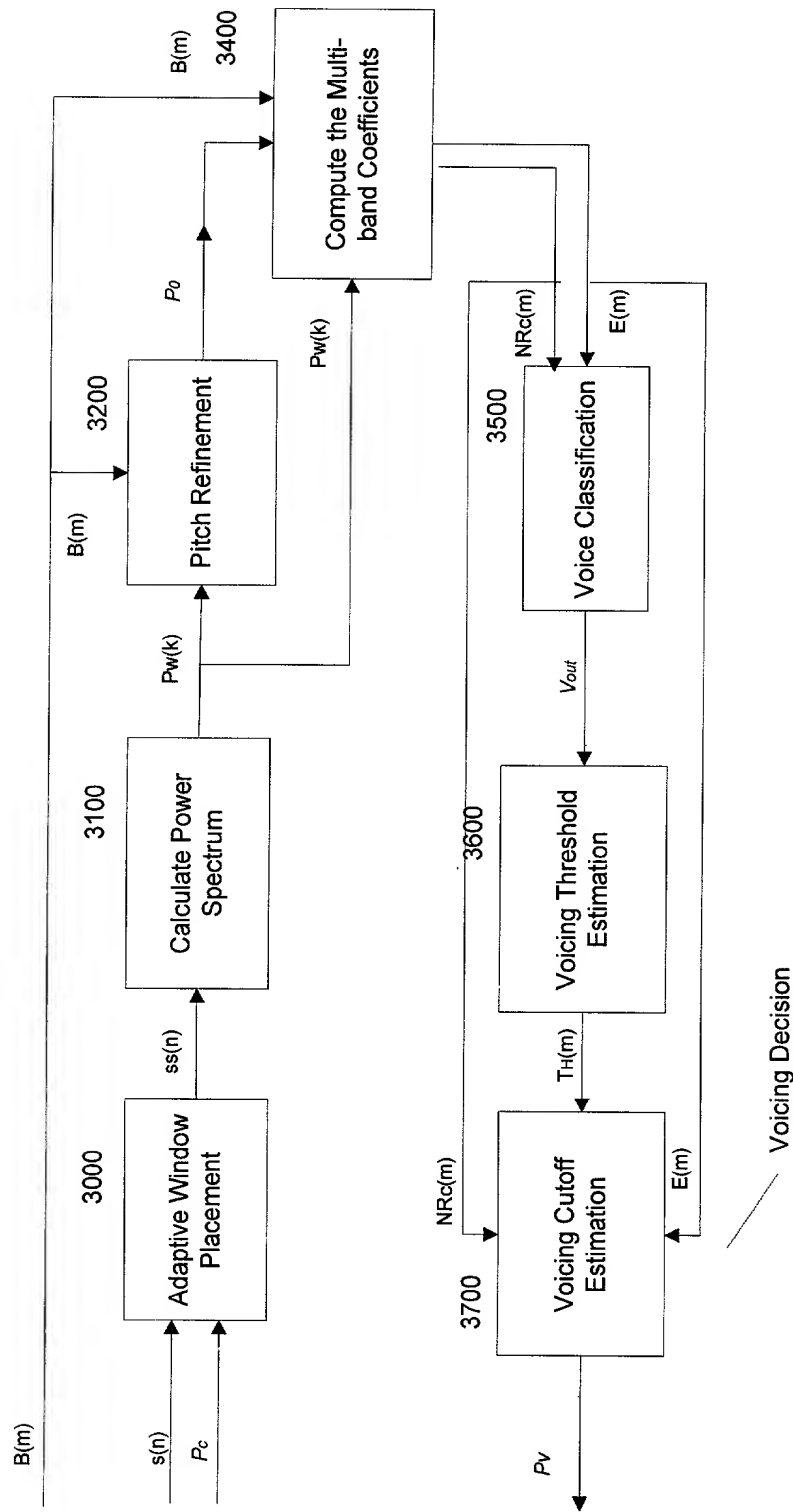 B(m)
s(n)
Pc
3000
Adaptive Window
Placement
ss(n)
3100
Calculate Power
Spectrum
Pw(k)
B(m)
3200
Pitch Refinement
P0
Pw(k)
B(m)
3400
Compute the Multi-
band Coefficients
NRc(m)
E(m)
3500
Voice Classification
Vout
3600
Voicing Threshold
Estimation
TH(m)
NRc(m)
E(m)
3700
Voicing Cutoff
Estimation
Pv
Voicing Decision